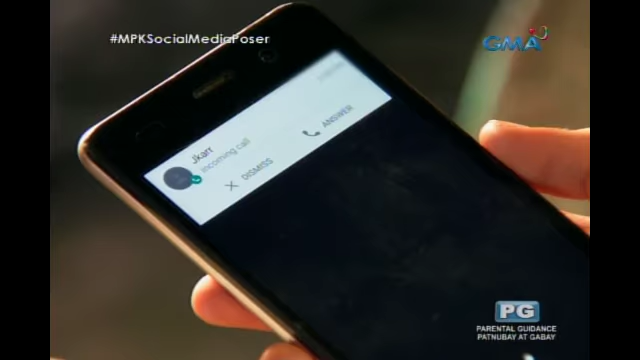 #MPKSocialMediaPoser
GMA
Jkarr
Incoming call
DISMISS
ANSWER
PG
PARENTAL GUIDANCE
PATNUBAY AT GABAY